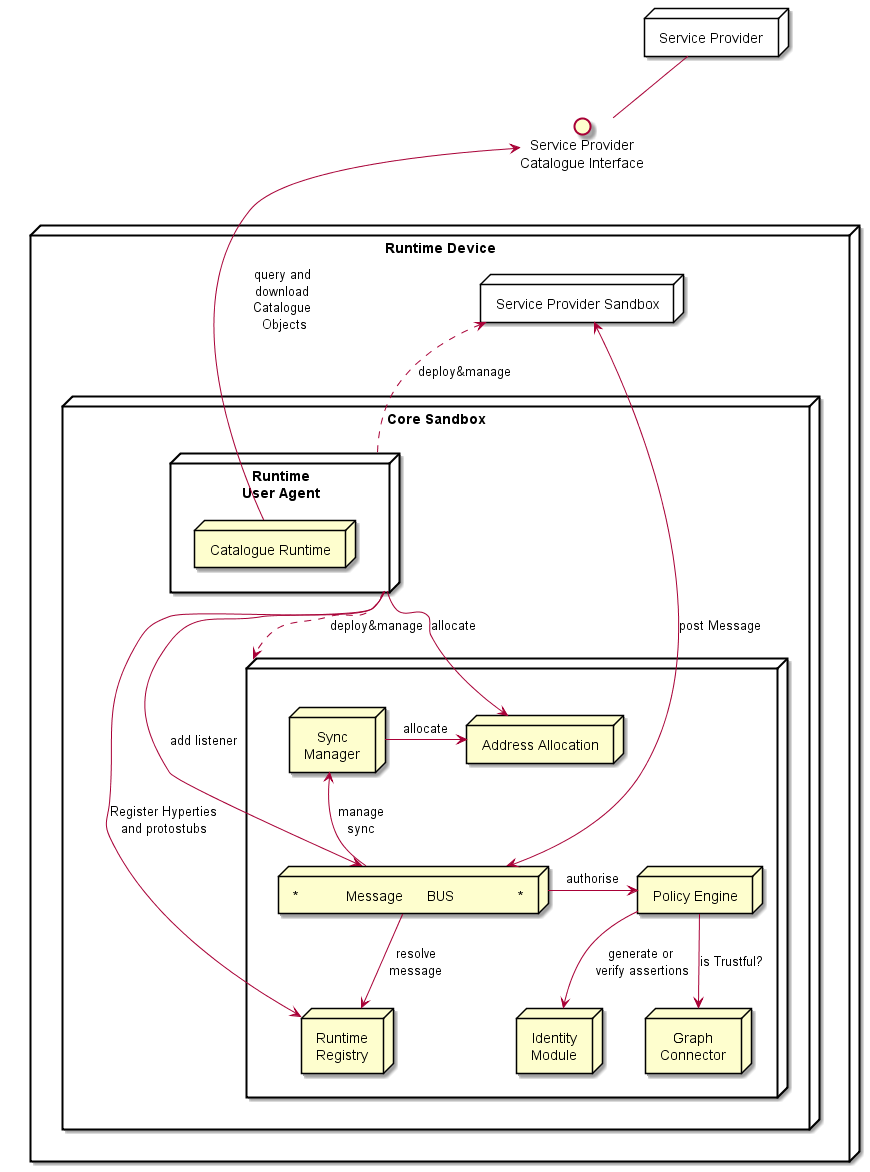 Service Provider
Service Provider
Catalogue Interface
Runtime Device
query and
download
Catalogue
Objects
Service Provider Sandbox
deploy&manage
Core Sandbox
Runtime
User Agent
Catalogue Runtime
deploy&manage
allocate
post Message
Sync
Manager
allocate
Address Allocation
add listener
Register Hyperties
and protostubs
manage
sync
* Message BUS *
authorise
Policy Engine
resolve
message
generate or
verify assertions
is Trustful?
Runtime
Registry
Identity
Module
Graph
Connector